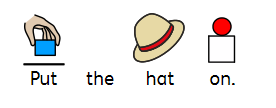 Put the hat on.